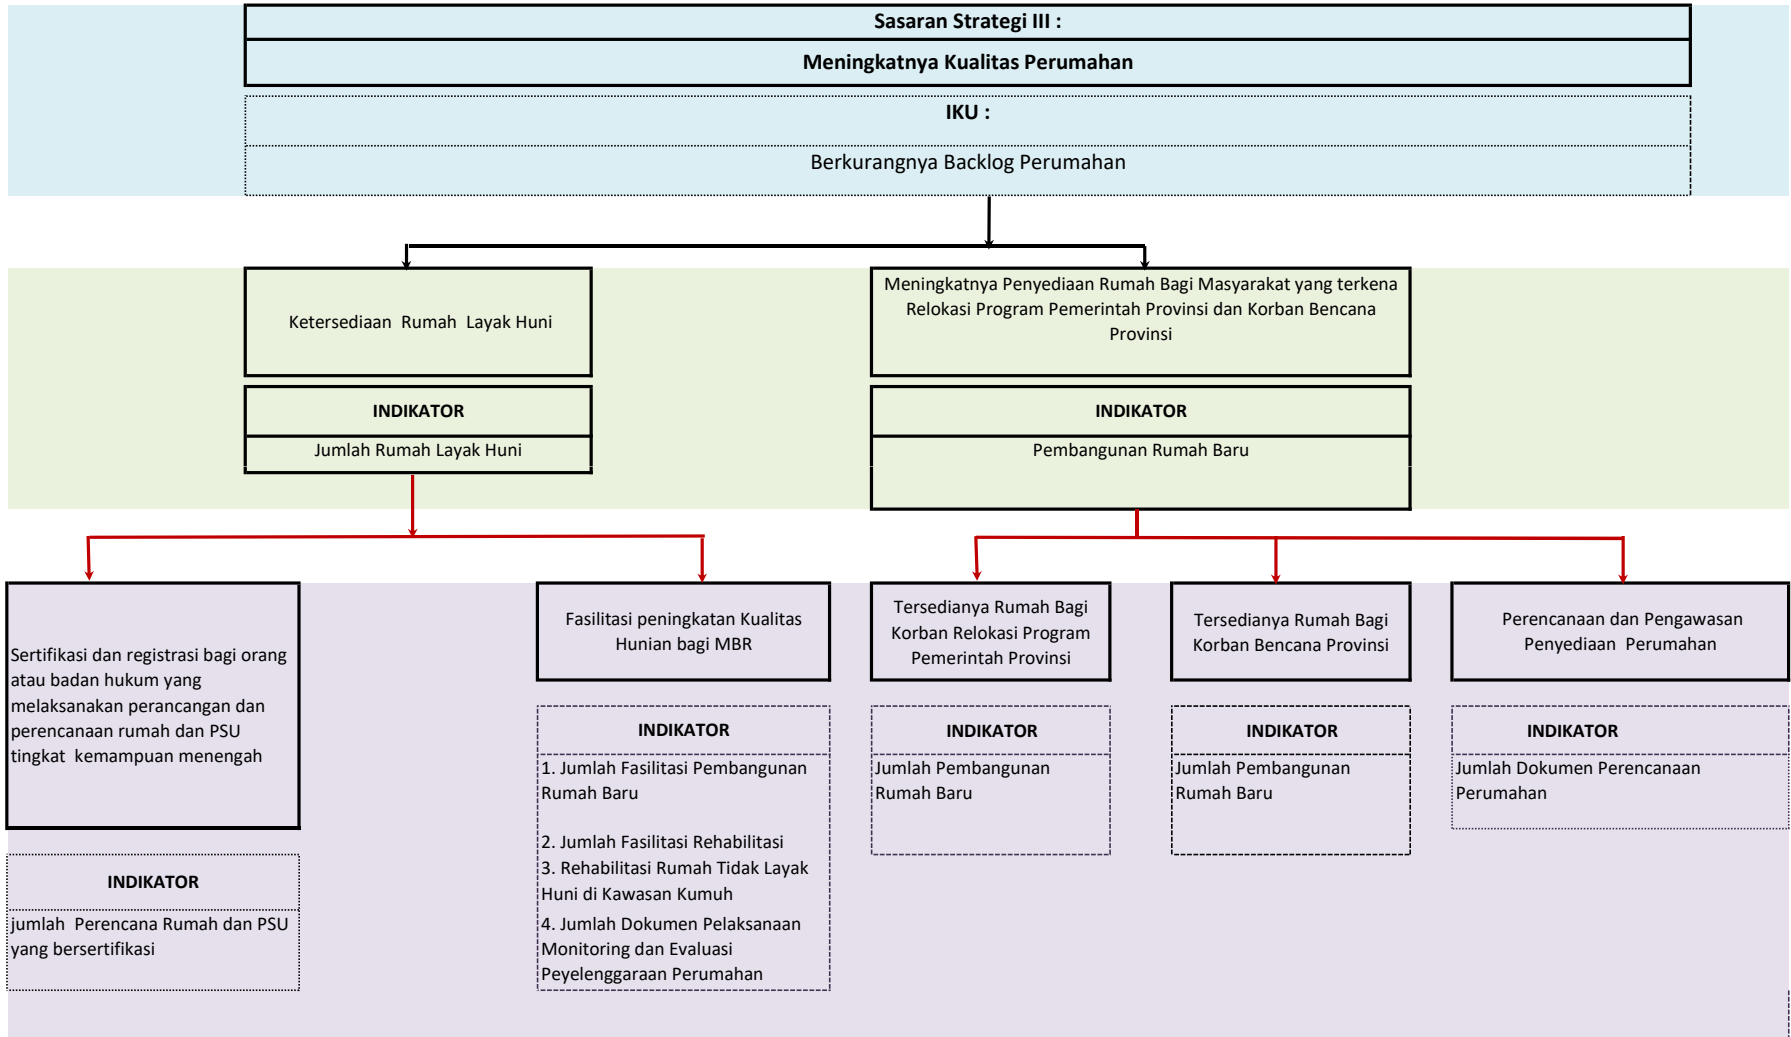 Sasaran Strategi III :
Meningkatnya Kualitas Perumahan
IKU :
Berkurangnya Backlog Perumahan
Ketersediaan Rumah Layak Huni
INDIKATOR
Jumlah Rumah Layak Huni
Meningkatnya Penyediaan Rumah Bagi Masyarakat yang terkena
Relokasi Program Pemerintah Provinsi dan Korban Bencana
Provinsi
INDIKATOR
Pembangunan Rumah Baru
Sertifikasi dan registrasi bagi orang
atau badan hukum yang
melaksanakan perancangan dan
perencanaan rumah dan PSU
tingkat kemampuan menengah
INDIKATOR
jumlah Perencana Rumah dan PSU
yang bersertifikasi
Fasilitasi peningkatan Kualitas
Hunian bagi MBR
INDIKATOR
1. Jumlah Fasilitasi Pembangunan
Rumah Baru
2. Jumlah Fasilitasi Rehabilitasi
3. Rehabilitasi Rumah Tidak Layak
Huni di Kawasan Kumuh
4. Jumlah Dokumen Pelaksanaan
Monitoring dan Evaluasi
Peyelenggaraan Perumahan
Tersedianya Rumah Bagi
Korban Relokasi Program
Pemerintah Provinsi
INDIKATOR
Jumlah Pembangunan
Rumah Baru
Tersedianya Rumah Bagi
Korban Bencana Provinsi
INDIKATOR
Jumlah Pembangunan
Rumah Baru
Perencanaan dan Pengawasan
Penyediaan Perumahan
INDIKATOR
Jumlah Dokumen Perencanaan
Perumahan